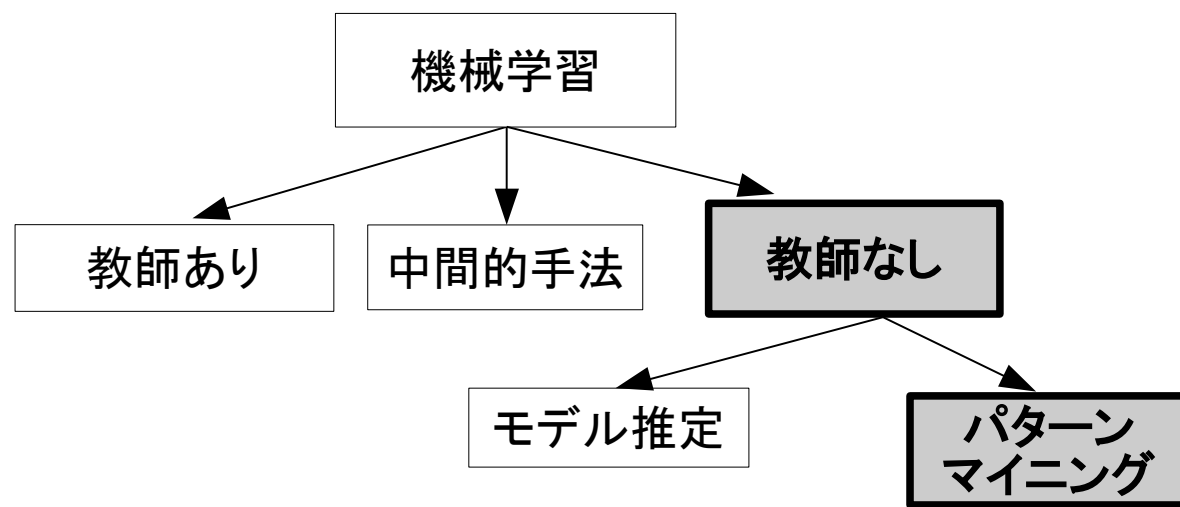 機械学習
教師あり
中間的手法
教師なし
モデル推定
パターン
マイニング